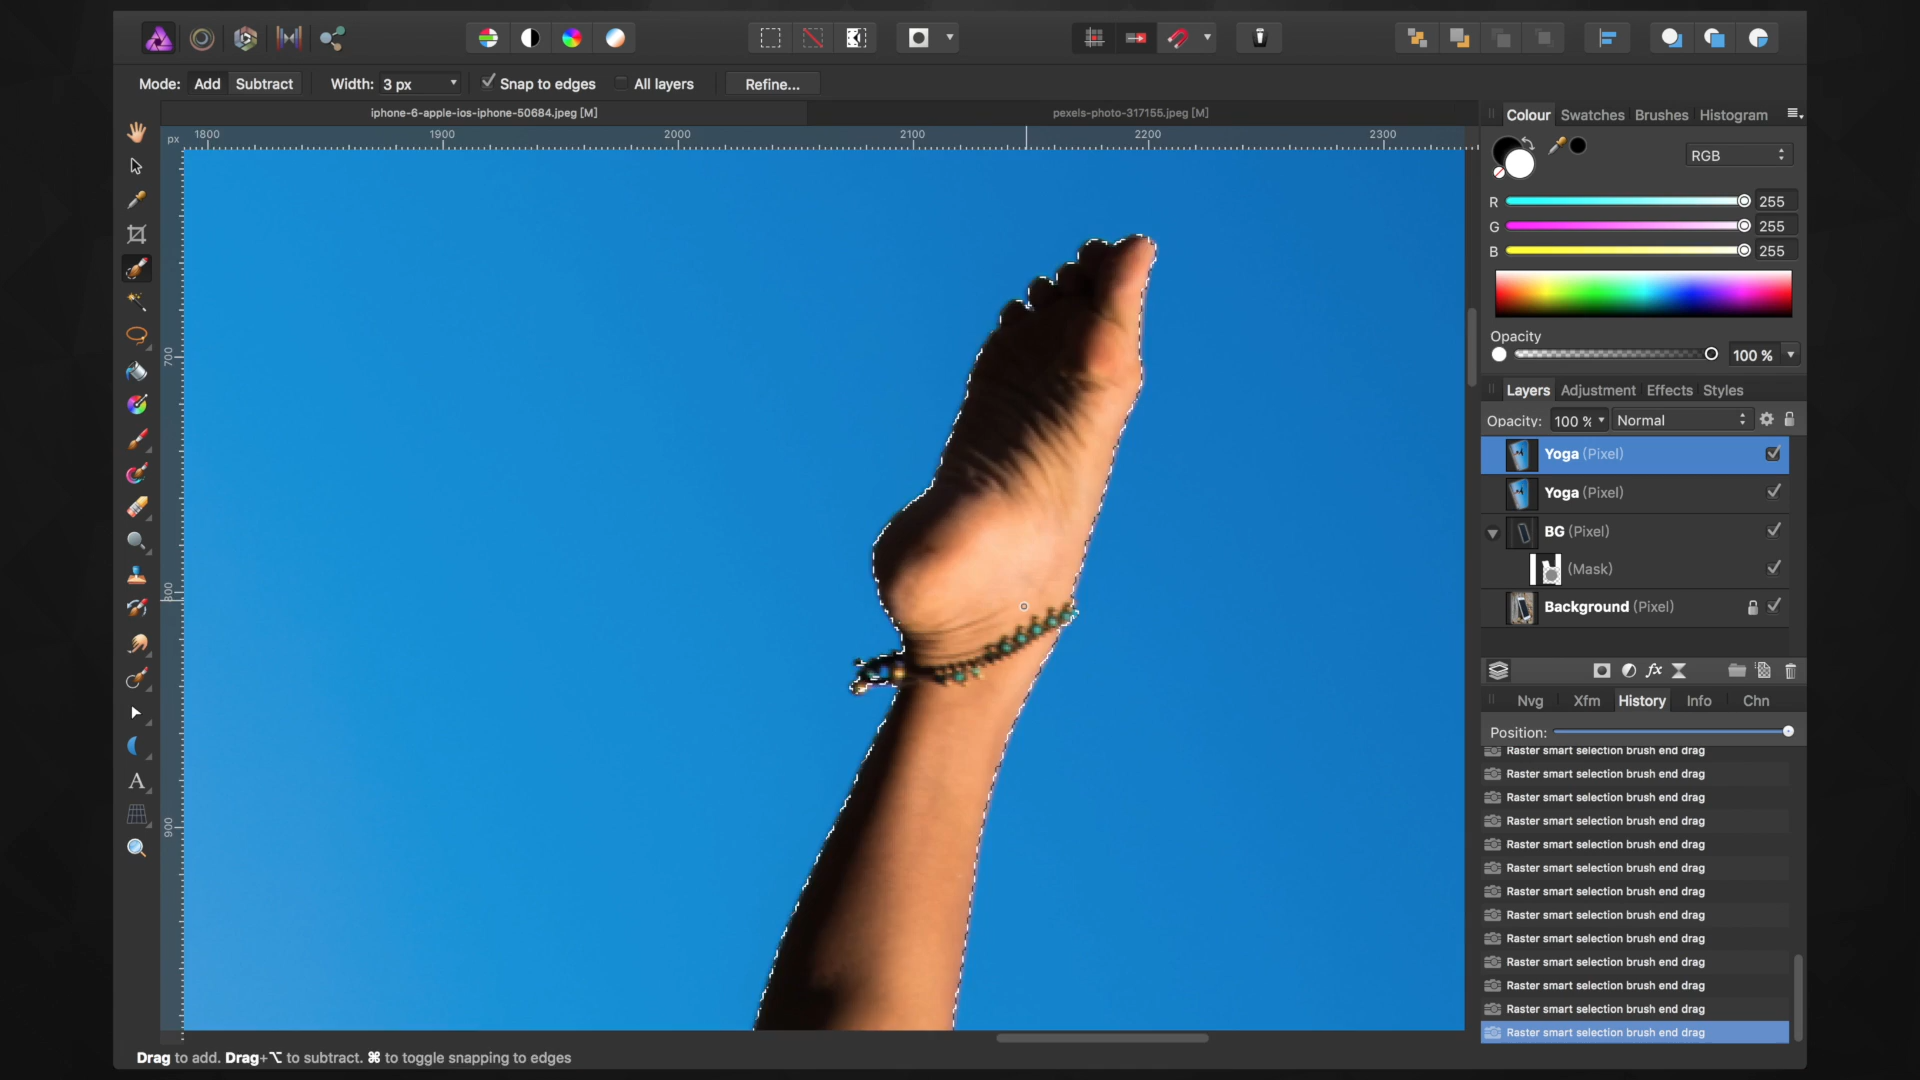 Mode: Add Subtract Width: 3 px Snap to edges All layers Refine...
iphone-6-apple-ios-iphone-50684.jpeg [M] pexels-photo-317155.jpeg [M]
px 1800 1900 2000 2100 2200 2300
700
800
900
A
Colour Swatches Brushes Histogram
RGB
R 255
G 255
B 255
Opacity
100 %
Layers Adjustment Effects Styles
Opacity: 100 % Normal
Yoga (Pixel)
Yoga (Pixel)
BG (Pixel)
(Mask)
Background (Pixel)
fx
Nvg Xfm History Info Chn
Position:
Raster smart selection brush end drag
Raster smart selection brush end drag
Raster smart selection brush end drag
Raster smart selection brush end drag
Raster smart selection brush end drag
Raster smart selection brush end drag
Raster smart selection brush end drag
Raster smart selection brush end drag
Raster smart selection brush end drag
Raster smart selection brush end drag
Raster smart selection brush end drag
Raster smart selection brush end drag
Raster smart selection brush end drag
Drag to add. Drag+⌥ to subtract. ⌘ to toggle snapping to edges